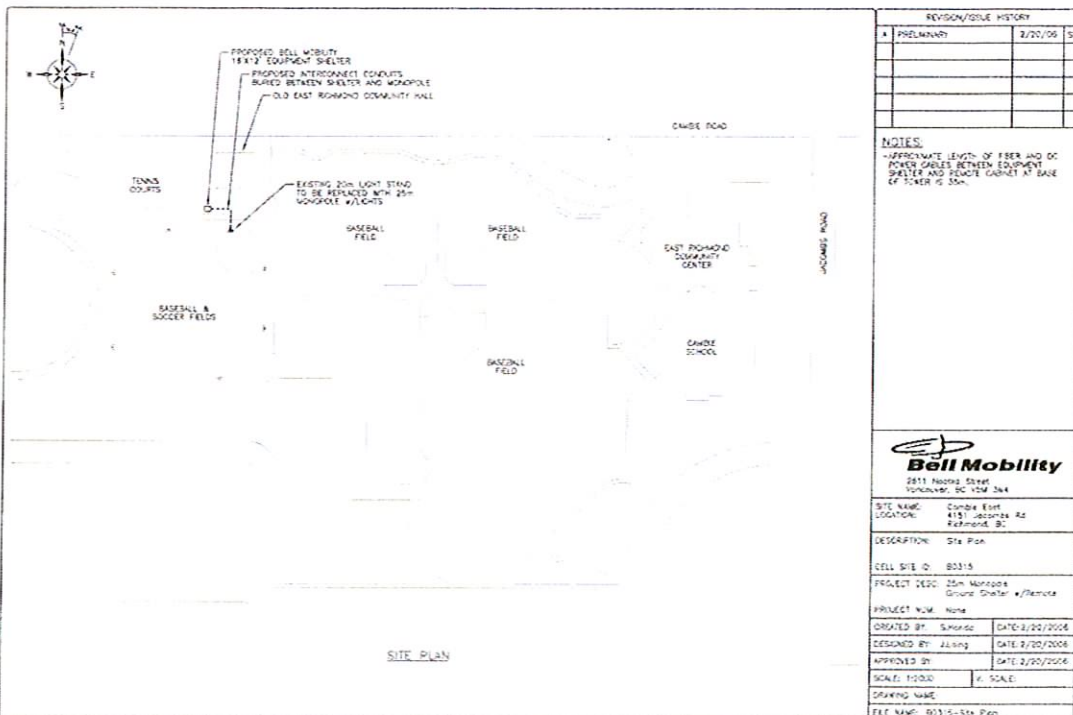 N
W
E
S
PROPOSED BELL MOBILITY
EQUIPMENT SHELTER
PROPOSED INTERCONNECT CONDUITS
BURIED BETWEEN SHELTER AND MONOPOLE
OLD EAST RICHMOND COMMUNITY HALL
CAMBIE ROAD
TENNIS
COURTS
EXISTING 20m LIGHT STAND
TO BE REPLACED WITH 25m
MONOPOLE w/LIGHTS
BASEBALL
FIELD
BASEBALL
FIELD
EAST RICHMOND
COMMUNITY
CENTER
JACOMBS ROAD
BASEBALL &
SOCCER FIELDS
BASEBALL
FIELD
CAMBIE
SCHOOL
SITE PLAN
REVISION/ISSUE HISTORY
A PRELIMINARY 2/20/06
NOTES:
-APPROXIMATE LENGTH OF FIBER AND DC
POWER CABLES BETWEEN EQUIPMENT
SHELTER AND REMOTE CABINET AT BASE
OF TOWER IS 35m.
Bell Mobility
2811 Nootka Street
Vancouver, BC V5M 3M4
SITE NAME: Cambie East
LOCATION: 4151 Jacombs Rd
Richmond, BC
DESCRIPTION: Site Plan
CELL SITE ID: B0315
PROJECT DESC: 25m Monopole
Ground Shelter w/Remote
PROJECT NUM: None
CREATED BY: DATE: 2/20/2006
DESIGNED BY: J.Ling DATE: 2/20/2006
APPROVED BY: DATE: 2/20/2006
SCALE: 1:2000 V. SCALE:
DRAWING NAME:
FILE NAME: B0315-Site Plan